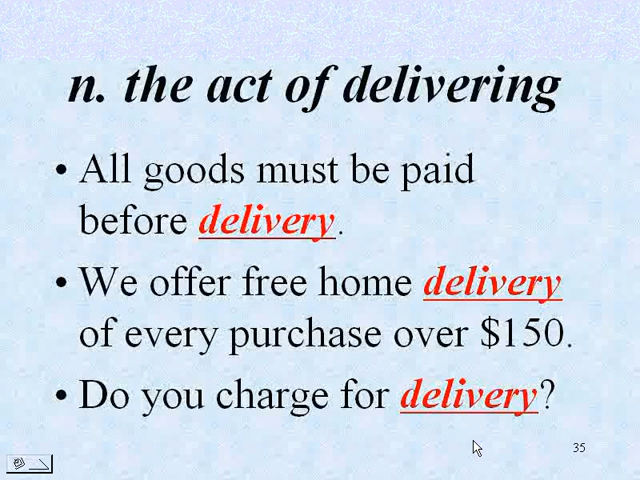 n. the act of delivering
• All goods must be paid
before delivery.
• We offer free home delivery
of every purchase over $150.
• Do you charge for delivery?
35